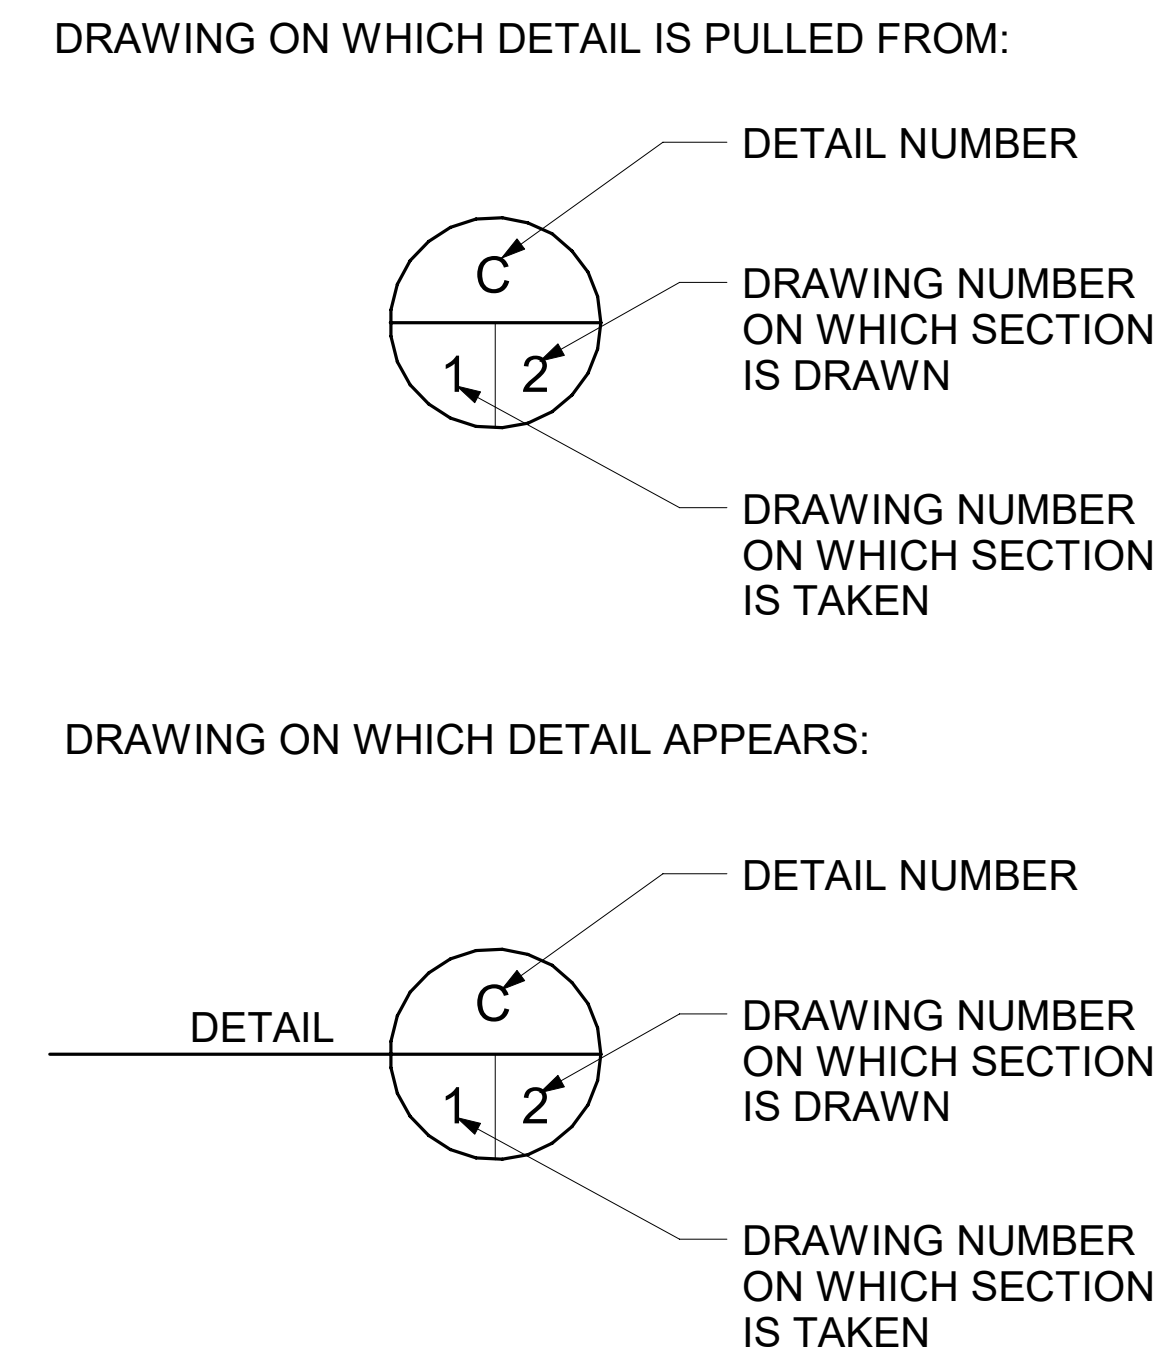 DRAWING ON WHICH DETAIL IS PULLED FROM:
DETAIL NUMBER
C
DRAWING NUMBER
ON WHICH SECTION
IS DRAWN
1 2
DRAWING NUMBER
ON WHICH SECTION
IS TAKEN
DRAWING ON WHICH DETAIL APPEARS:
DETAIL NUMBER
C
DETAIL
DRAWING NUMBER
ON WHICH SECTION
IS DRAWN
1 2
DRAWING NUMBER
ON WHICH SECTION
IS TAKEN